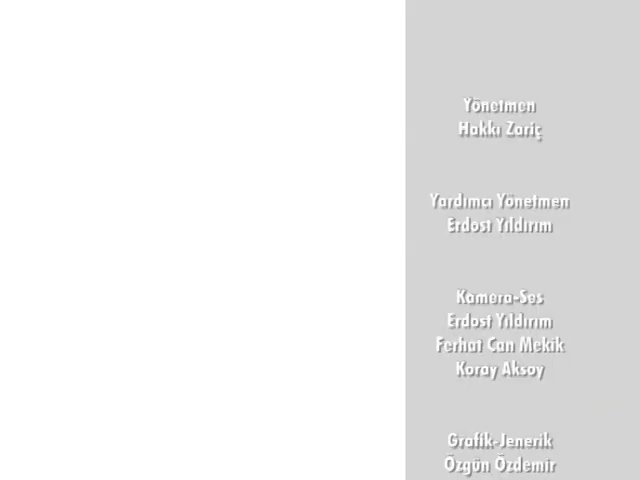 Yönetmen
Hakkı Zariç
Yardımcı Yönetmen
Erdost Yıldırım
Kamera-Ses
Erdost Yıldırım
Ferhat Can Mekik
Koray Aksoy
Grafik-Jenerik
Özgün Özdemir